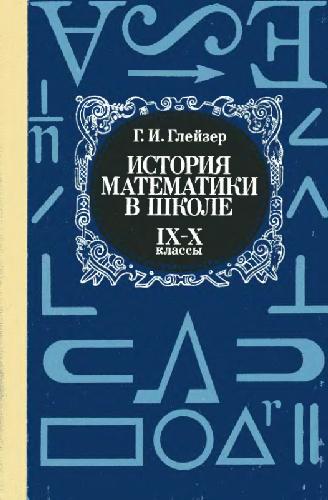 Г. И. Глейзер
ИСТОРИЯ
МАТЕМАТИКИ
В ШКОЛЕ
IX-X
КЛАССЫ